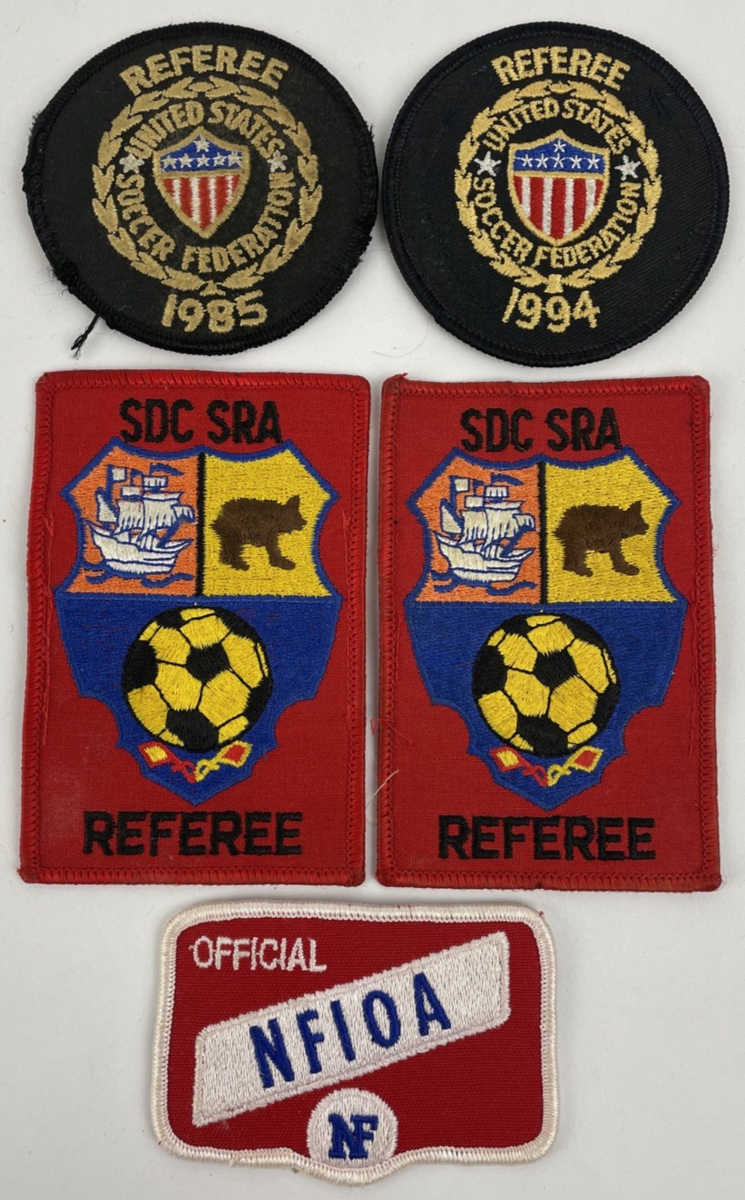 REFEREE
UNITED STATES
SOCCER FEDERATION
1985
REFEREE
UNITED STATES
SOCCER FEDERATION
1994
SDC SRA
REFEREE
SDC SRA
REFEREE
OFFICIAL
NFIOA
NF